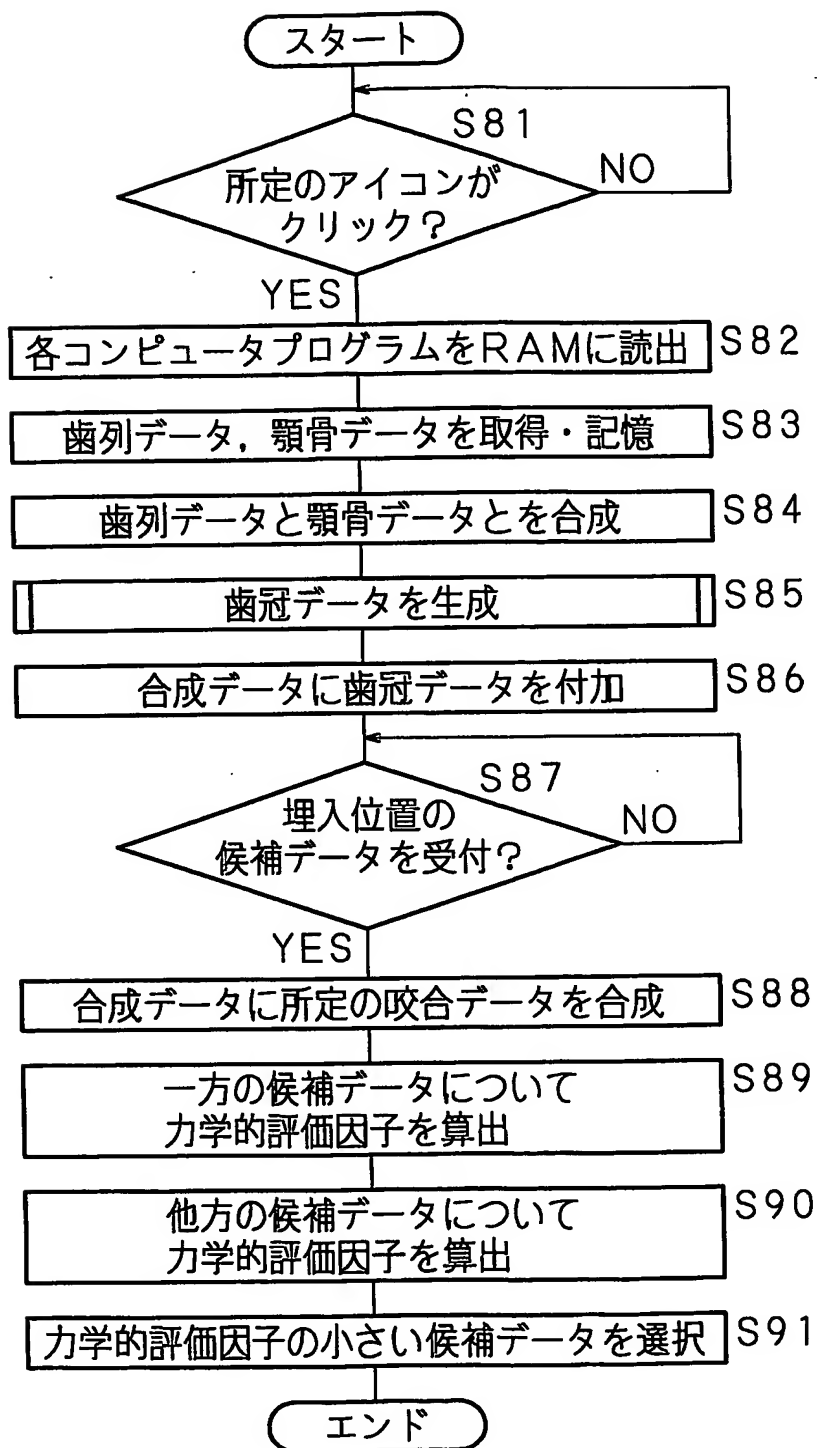 スタート
S81
所定のアイコンが
クリック?
NO
YES
各コンピュータプログラムをRAMに読出
S82
歯列データ,顎骨データを取得・記憶
S83
歯列データと顎骨データとを合成
S84
歯冠データを生成
S85
合成データに歯冠データを付加
S86
S87
埋入位置の
候補データを受付?
NO
YES
合成データに所定の咬合データを合成
S88
一方の候補データについて
力学的評価因子を算出
S89
他方の候補データについて
力学的評価因子を算出
S90
力学的評価因子の小さい候補データを選択
S91
エンド